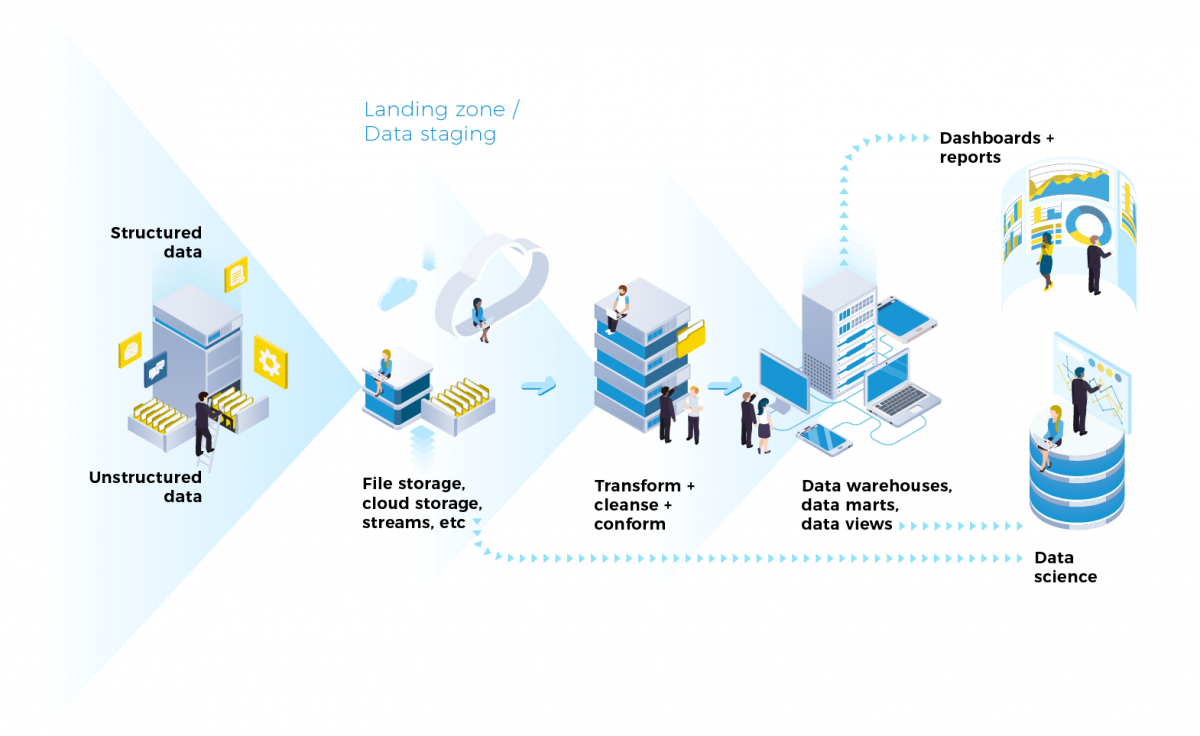 Landing zone /
Data staging
Dashboards +
reports
Structured
data
Unstructured
data
File storage,
cloud storage,
streams, etc
Transform +
cleanse +
conform
Data warehouses,
data marts,
data views
Data
science